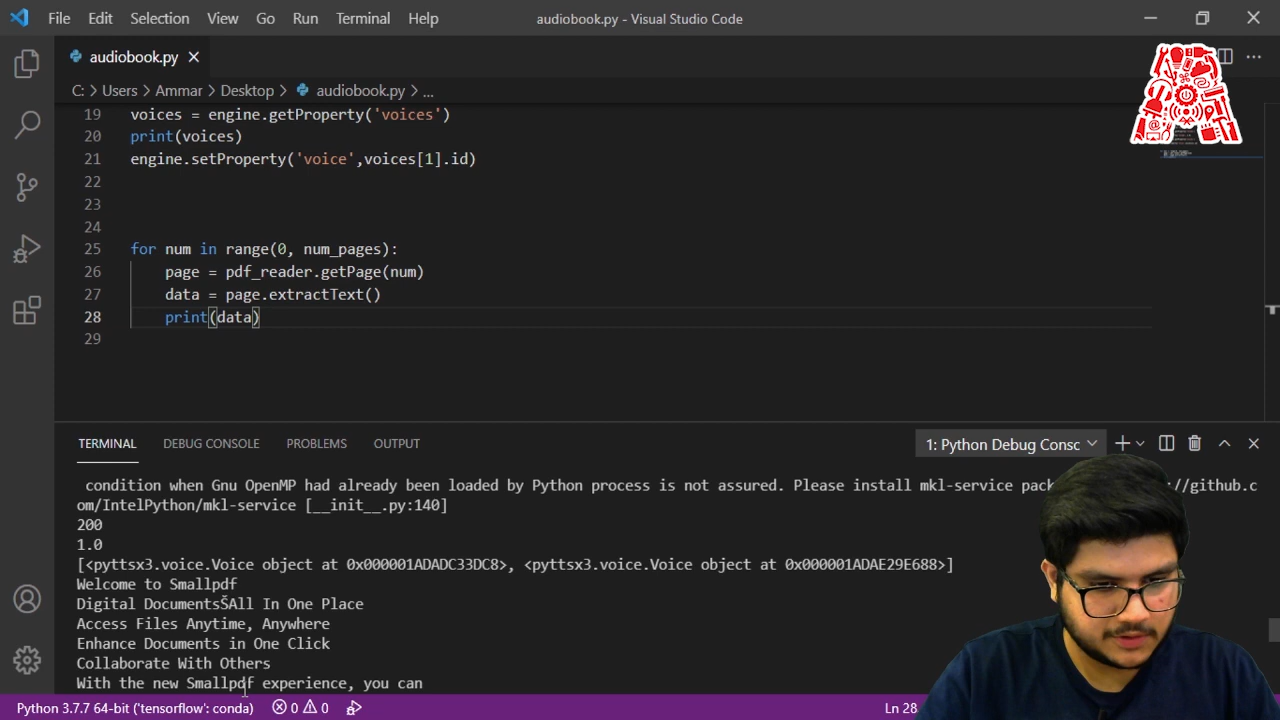 File Edit Selection View Go Run Terminal Help audiobook.py - Visual Studio Code
audiobook.py
C: > Users > Ammar > Desktop > audiobook.py > ...
19 voices = engine.getProperty('voices')
20 print(voices)
21 engine.setProperty('voice',voices[1].id)
22
23
24
25 for num in range(0, num_pages):
26 page = pdf_reader.getPage(num)
27 data = page.extractText()
28 print(data)
29
TERMINAL DEBUG CONSOLE PROBLEMS OUTPUT 1: Python Debug Consc
condition when Gnu OpenMP had already been loaded by Python process is not assured. Please install mkl-service pack ://github.c
om/IntelPython/mkl-service [__init__.py:140]
200
1.0
[<pyttsx3.voice.Voice object at 0x000001ADADC33DC8>, <pyttsx3.voice.Voice object at 0x000001ADAE29E688>]
Welcome to Smallpdf
Digital DocumentsŠAll In One Place
Access Files Anytime, Anywhere
Enhance Documents in One Click
Collaborate With Others
With the new Smallpdf experience, you can
Python 3.7.7 64-bit ('tensorflow': conda) 0 0 Ln 28